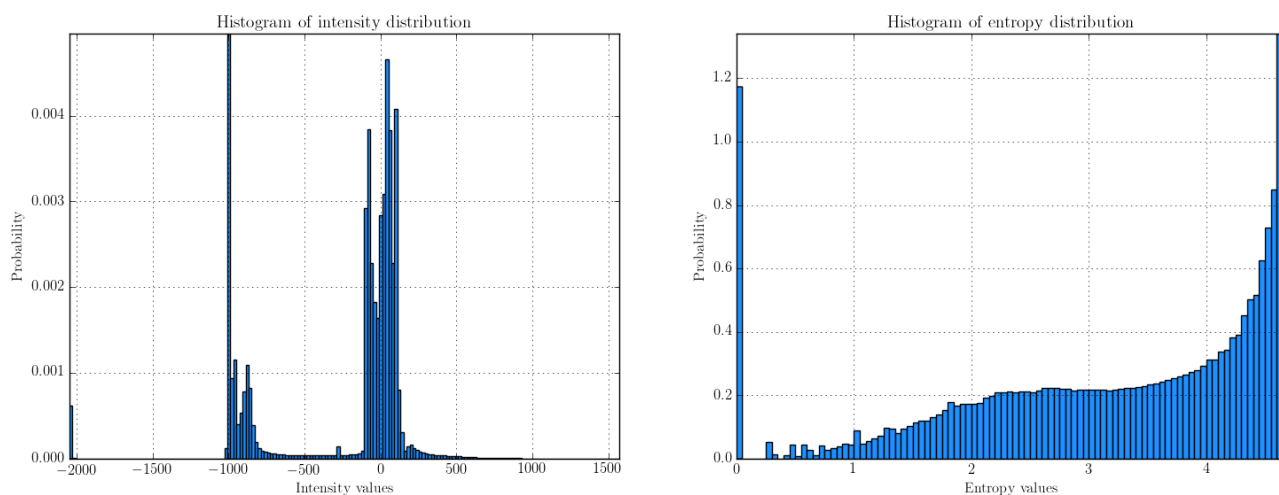 Histogram of intensity distribution
0.004
0.003
0.002
0.001
0.000
Probability
−2000 −1500 −1000 −500 0 500 1000 1500
Intensity values
Histogram of entropy distribution
1.2
1.0
0.8
0.6
0.4
0.2
0.0
Probability
0 1 2 3 4
Entropy values